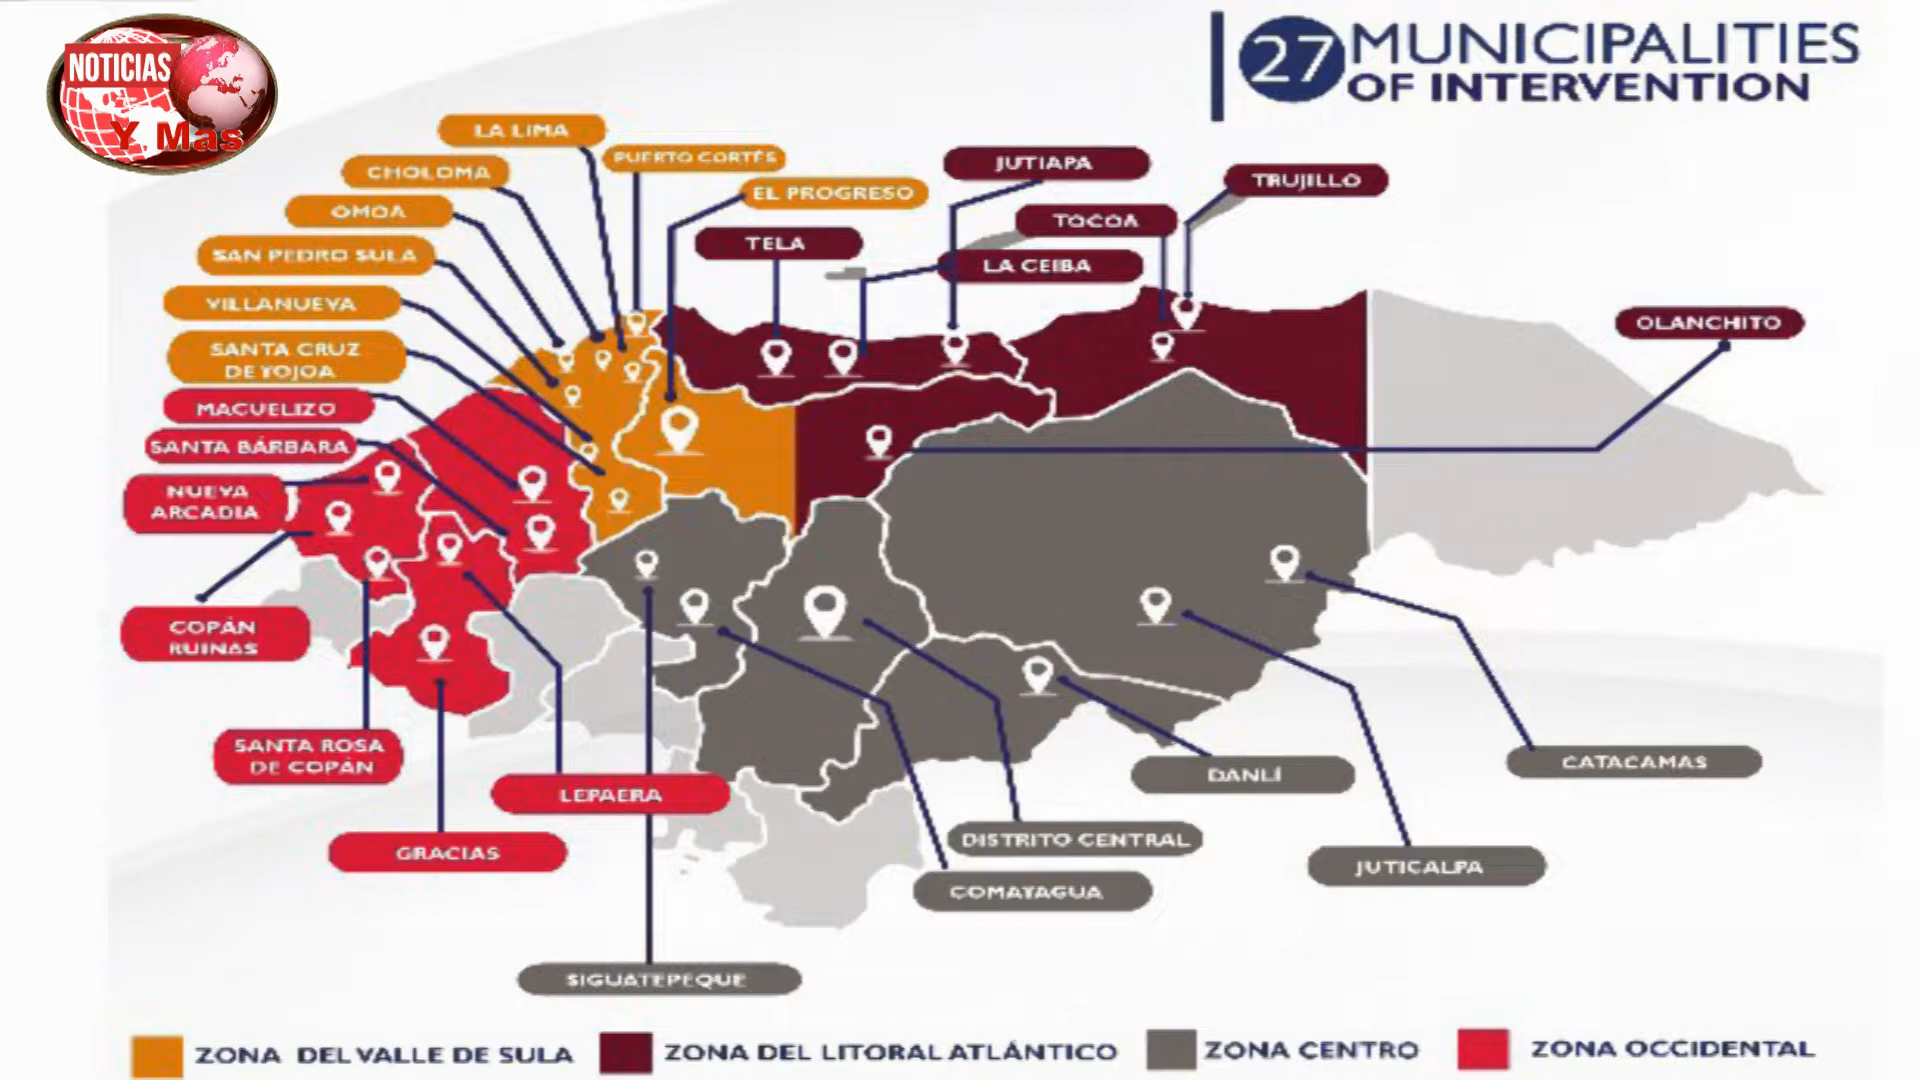 NOTICIAS
Y Mas
27 MUNICIPALITIES
OF INTERVENTION
LA LIMA
PUERTO CORTÉS
CHOLOMA
EL PROGRESO
JUTIAPA
TRUJILLO
OMOA
TOCOA
TELA
SAN PEDRO SULA
LA CEIBA
VILLANUEVA
OLANCHITO
SANTA CRUZ
DE YOJOA
MACUELIZO
SANTA BÁRBARA
NUEVA
ARCADIA
COPÁN
RUINAS
SANTA ROSA
DE COPÁN
LEPAERA
GRACIAS
DANLÍ
CATACAMAS
DISTRITO CENTRAL
JUTICALPA
COMAYAGUA
SIGUATEPEQUE
ZONA DEL VALLE DE SULA
ZONA DEL LITORAL ATLÁNTICO
ZONA CENTRO
ZONA OCCIDENTAL